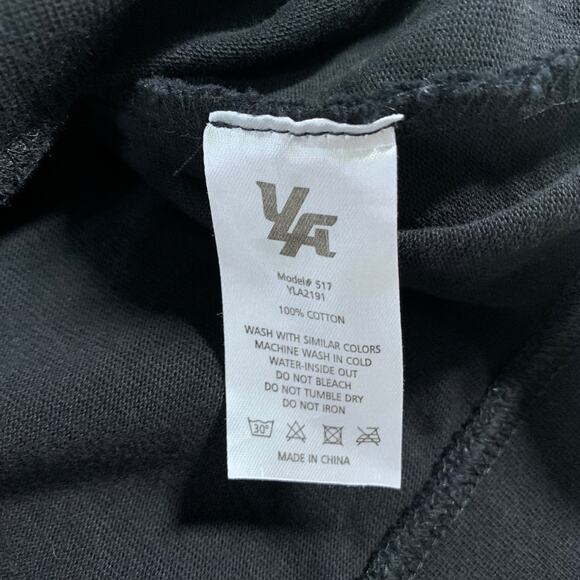 YLA
Model# 517
YLA2191
100% COTTON
WASH WITH SIMILAR COLORS
MACHINE WASH IN COLD
WATER-INSIDE OUT
DO NOT BLEACH
DO NOT TUMBLE DRY
DO NOT IRON
30°
MADE IN CHINA